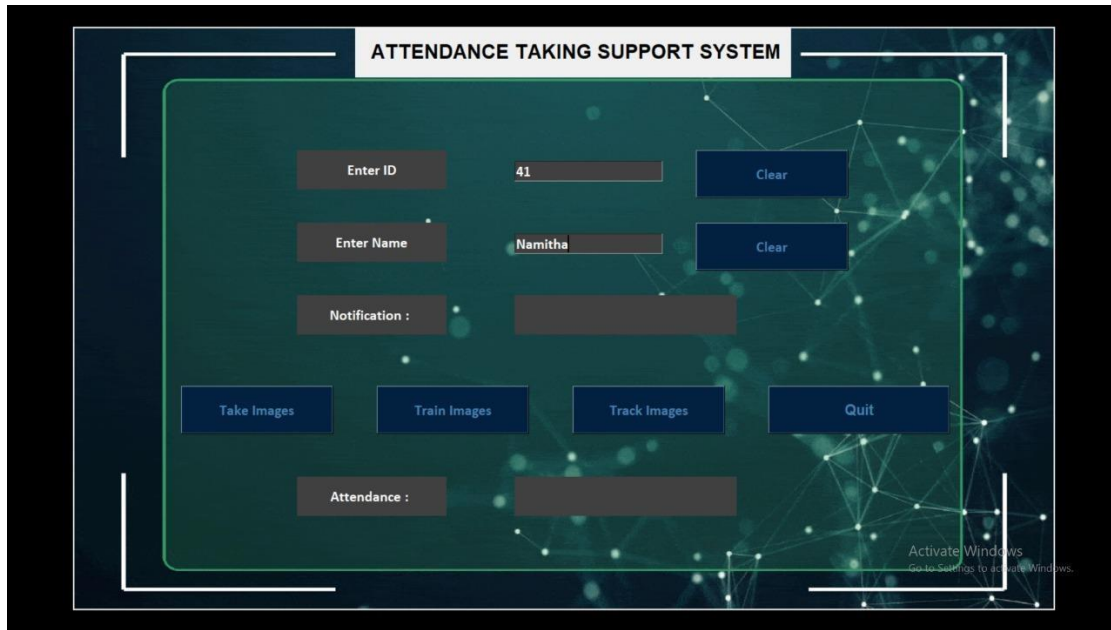 ATTENDANCE TAKING SUPPORT SYSTEM
Enter ID 41 Clear
Enter Name Namitha Clear
Notification :
Take Images Train Images Track Images Quit
Attendance :
Activate Windows
Go to Settings to activate Windows.